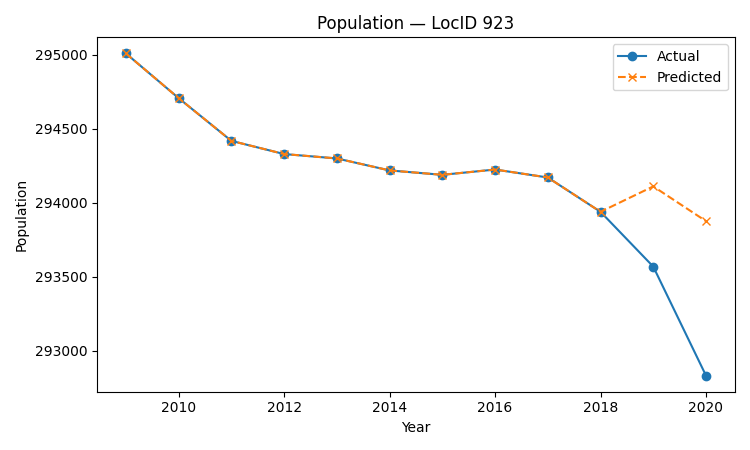 Population — LocID 923
Actual
Predicted
295000
294500
294000
293500
293000
Population
2010 2012 2014 2016 2018 2020
Year